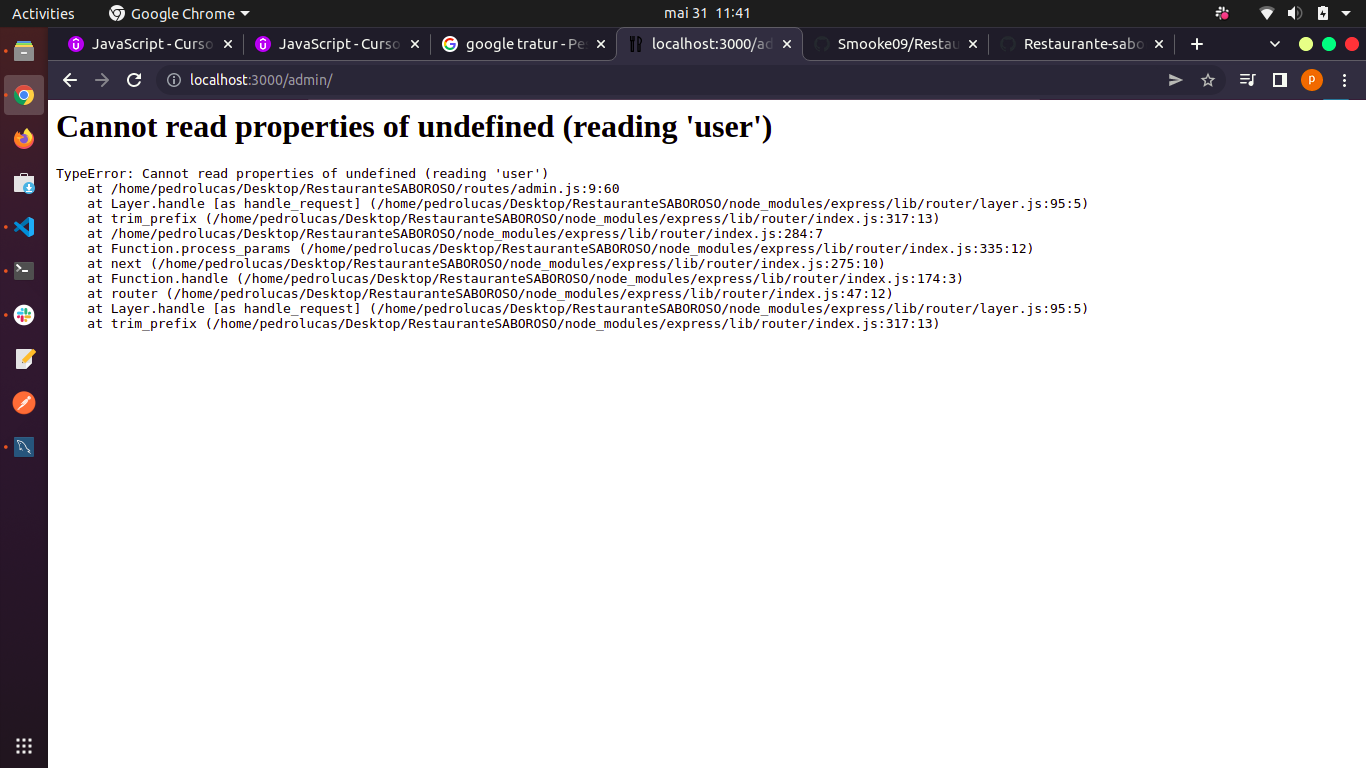 Activities
Google Chrome
mai 31 11:41
JavaScript - Curso
JavaScript - Curso
google tratur - Pe
localhost:3000/ad
Smooke09/Restau
Restaurante-sabo
localhost:3000/admin/
p
Cannot read properties of undefined (reading 'user')
TypeError: Cannot read properties of undefined (reading 'user')
at /home/pedrolucas/Desktop/RestauranteSABOROSO/routes/admin.js:9:60
at Layer.handle [as handle_request] (/home/pedrolucas/Desktop/RestauranteSABOROSO/node_modules/express/lib/router/layer.js:95:5)
at trim_prefix (/home/pedrolucas/Desktop/RestauranteSABOROSO/node_modules/express/lib/router/index.js:317:13)
at /home/pedrolucas/Desktop/RestauranteSABOROSO/node_modules/express/lib/router/index.js:284:7
at Function.process_params (/home/pedrolucas/Desktop/RestauranteSABOROSO/node_modules/express/lib/router/index.js:335:12)
at next (/home/pedrolucas/Desktop/RestauranteSABOROSO/node_modules/express/lib/router/index.js:275:10)
at Function.handle (/home/pedrolucas/Desktop/RestauranteSABOROSO/node_modules/express/lib/router/index.js:174:3)
at router (/home/pedrolucas/Desktop/RestauranteSABOROSO/node_modules/express/lib/router/index.js:47:12)
at Layer.handle [as handle_request] (/home/pedrolucas/Desktop/RestauranteSABOROSO/node_modules/express/lib/router/layer.js:95:5)
at trim_prefix (/home/pedrolucas/Desktop/RestauranteSABOROSO/node_modules/express/lib/router/index.js:317:13)